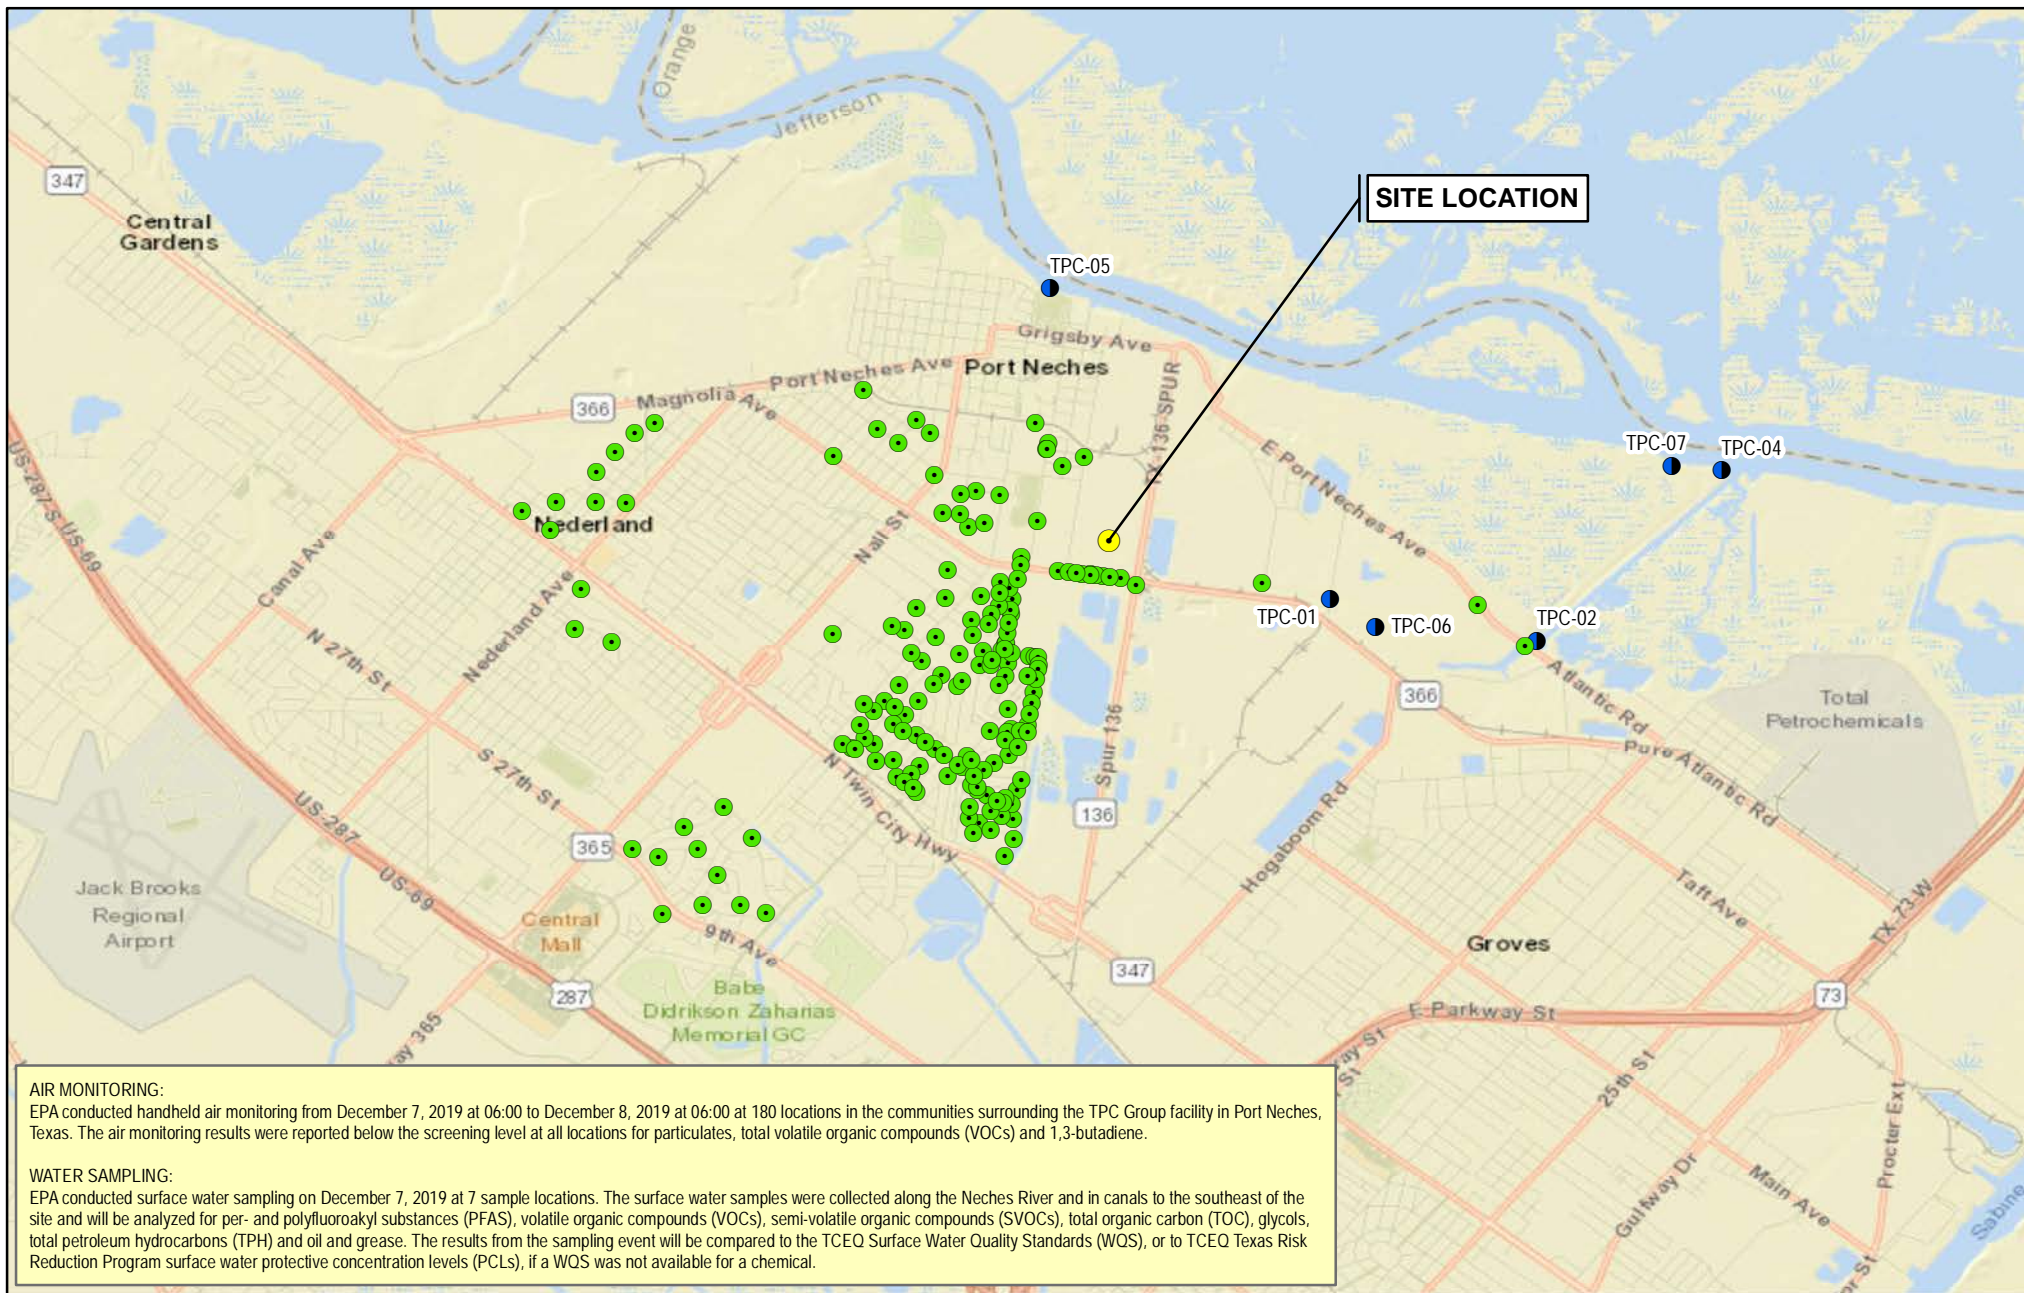 Orange
Jefferson
347
Central
Gardens
SITE LOCATION
TPC-05
Grigsby Ave
Port Neches
Port Neches Ave
Magnolia Ave
366
TX-136 SPUR
E Port Neches Ave
TPC-07
TPC-04
US-287-S US-69
Nederland
Nall St
Canal Ave
Nederland Ave
N 27th St
TPC-01
TPC-06
TPC-02
366
Atlantic Rd
Total
Petrochemicals
Pure Atlantic Rd
S 27th St
US-287
US-69
N Twin City Hwy
Spur 136
136
Hogaboom Rd
365
Jack Brooks
Regional
Airport
Central
Mall
9th Ave
Taft Ave
TX-73-W
Groves
347
287
Babe
Didrikson Zaharias
Memorial GC
73
E Parkway St
way 365
kway St
St
25th St
Procter Ext
Gulfway Dr
Main Ave
Sabine
or St
AIR MONITORING:
EPA conducted handheld air monitoring from December 7, 2019 at 06:00 to December 8, 2019 at 06:00 at 180 locations in the communities surrounding the TPC Group facility in Port Neches,
Texas. The air monitoring results were reported below the screening level at all locations for particulates, total volatile organic compounds (VOCs) and 1,3-butadiene.
WATER SAMPLING:
EPA conducted surface water sampling on December 7, 2019 at 7 sample locations. The surface water samples were collected along the Neches River and in canals to the southeast of the
site and will be analyzed for per- and polyfluoroakyl substances (PFAS), volatile organic compounds (VOCs), semi-volatile organic compounds (SVOCs), total organic carbon (TOC), glycols,
total petroleum hydrocarbons (TPH) and oil and grease. The results from the sampling event will be compared to the TCEQ Surface Water Quality Standards (WQS), or to TCEQ Texas Risk
Reduction Program surface water protective concentration levels (PCLs), if a WQS was not available for a chemical.